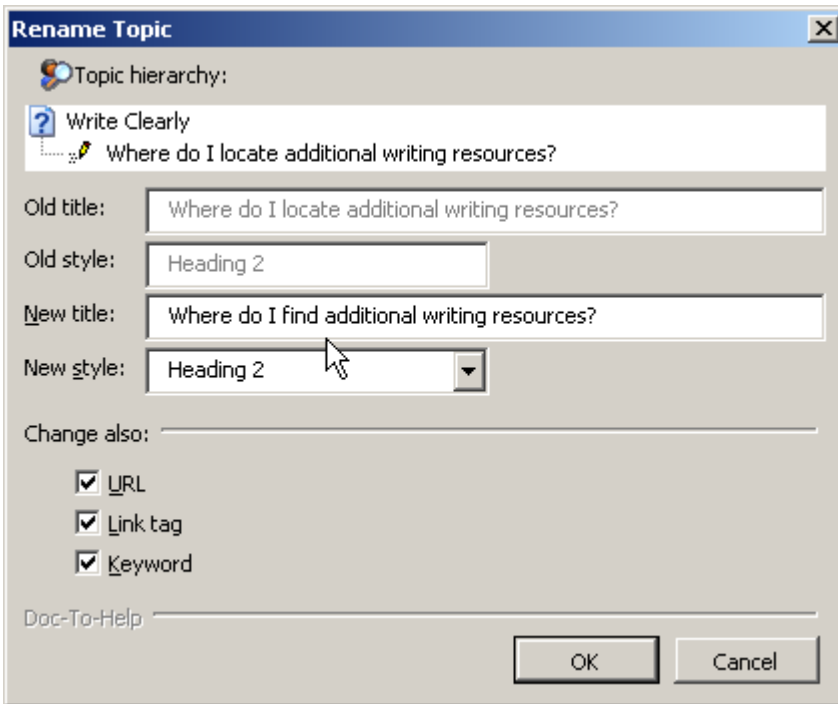 Rename Topic
Topic hierarchy:
Write Clearly
Where do I locate additional writing resources?
Old title: Where do I locate additional writing resources?
Old style: Heading 2
New title: Where do I find additional writing resources?
New style: Heading 2
Change also:
URL
Link tag
Keyword
Doc-To-Help
OK Cancel